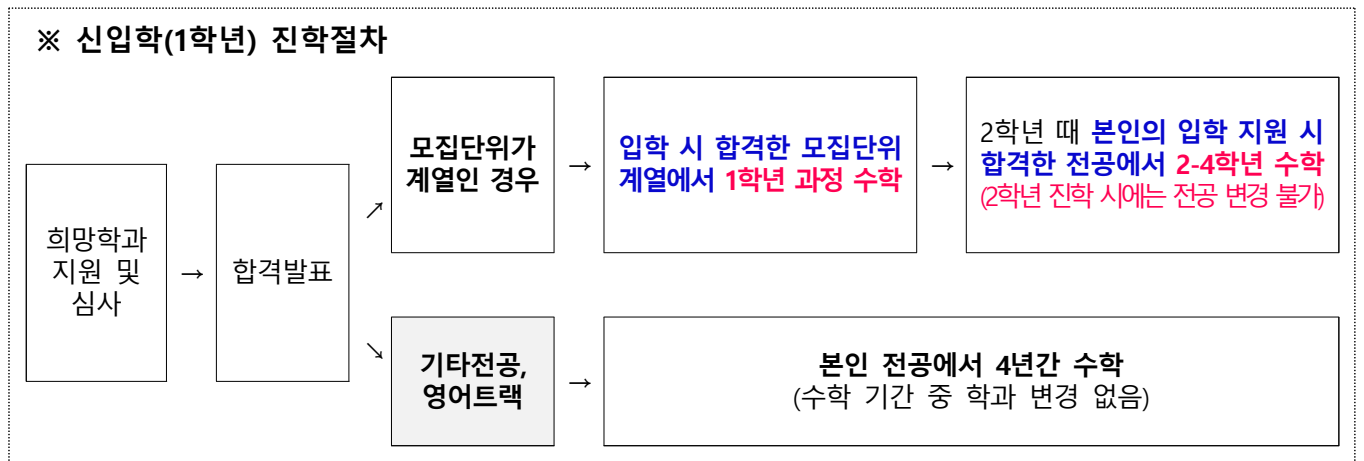 ※ 신입학(1학년) 진학절차
희망학과
지원 및
심사
→
합격발표
↗
모집단위가
계열인 경우
→
입학 시 합격한 모집단위
계열에서 1학년 과정 수학
→
2학년 때 본인의 입학 지원 시
합격한 전공에서 2-4학년 수학
(2학년 진학 시에는 전공 변경 불가)
↘
기타전공,
영어트랙
→
본인 전공에서 4년간 수학
(수학 기간 중 학과 변경 없음)